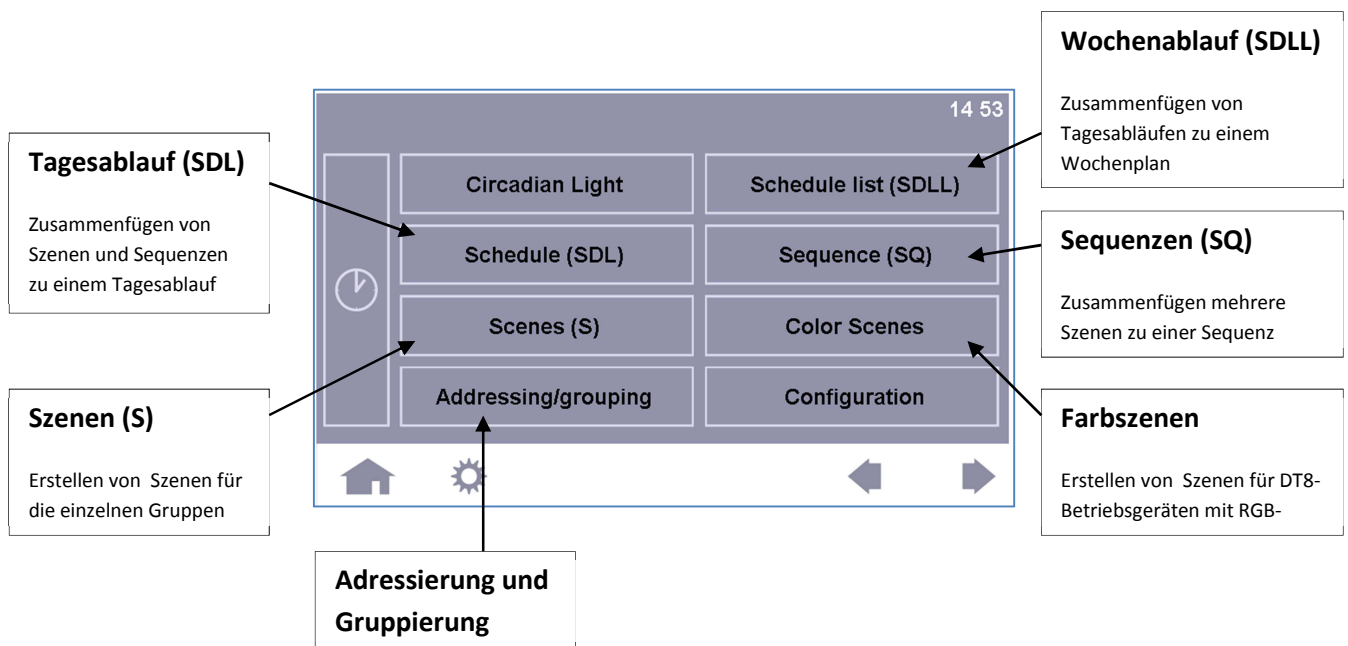 Wochenablauf (SDLL)
Zusammenfügen von
Tagesabläufen zu einem
Wochenplan
Tagesablauf (SDL)
Zusammenfügen von
Szenen und Sequenzen
zu einem Tagesablauf
14 53
Circadian Light
Schedule list (SDLL)
Schedule (SDL)
Sequence (SQ)
Scenes (S)
Color Scenes
Addressing/grouping
Configuration
Sequenzen (SQ)
Zusammenfügen mehrere
Szenen zu einer Sequenz
Szenen (S)
Erstellen von Szenen für
die einzelnen Gruppen
Farbszenen
Erstellen von Szenen für DT8-
Betriebsgeräten mit RGB-
Adressierung und
Gruppierung